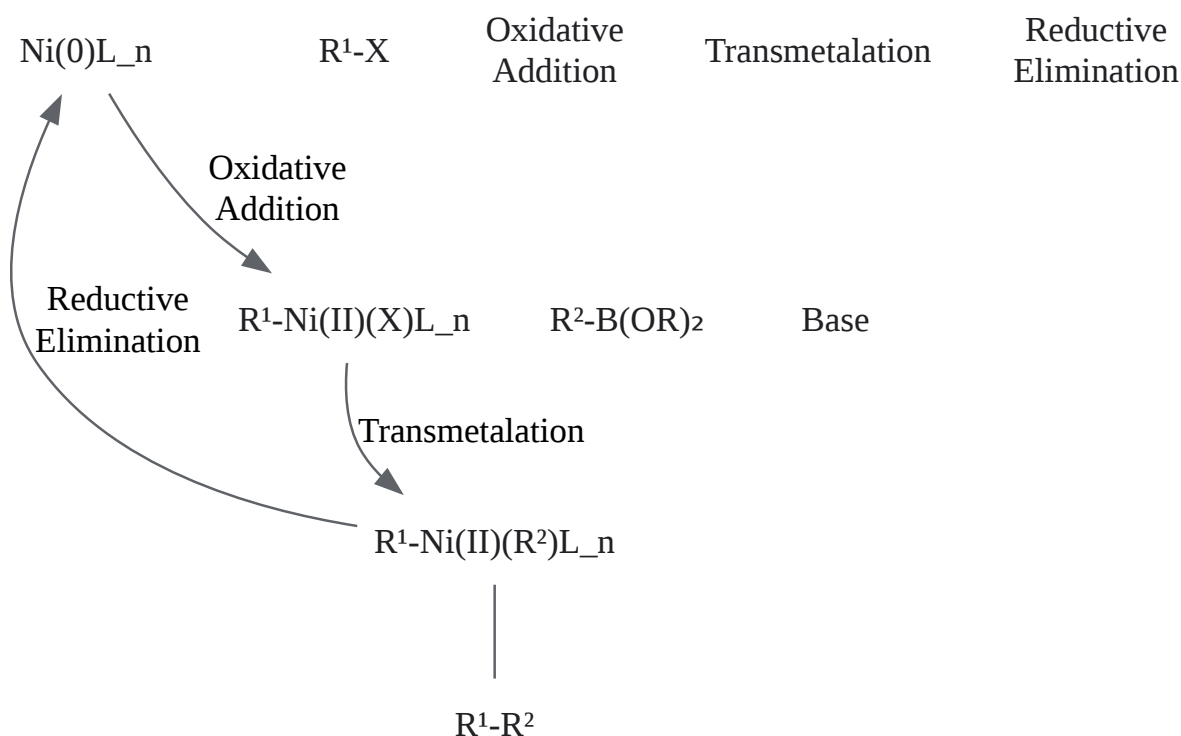 Ni(0)L_n
R¹-X
Oxidative
Addition
Transmetalation
Reductive
Elimination
Oxidative
Addition
Reductive
Elimination
R¹-Ni(II)(X)L_n
R²-B(OR)₂
Base
Transmetalation
R¹-Ni(II)(R²)L_n
R¹-R²